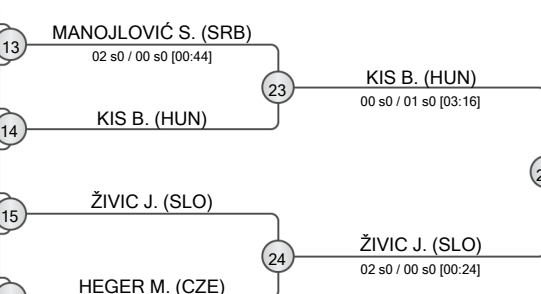 MANOJLOVIĆ S. (SRB)
13
02 s0 / 00 s0 [00:44]
23
KIS B. (HUN)
00 s0 / 01 s0 [03:16]
KIS B. (HUN)
14
ŽIVIC J. (SLO)
15
24
ŽIVIC J. (SLO)
02 s0 / 00 s0 [00:24]
HEGER M. (CZE)